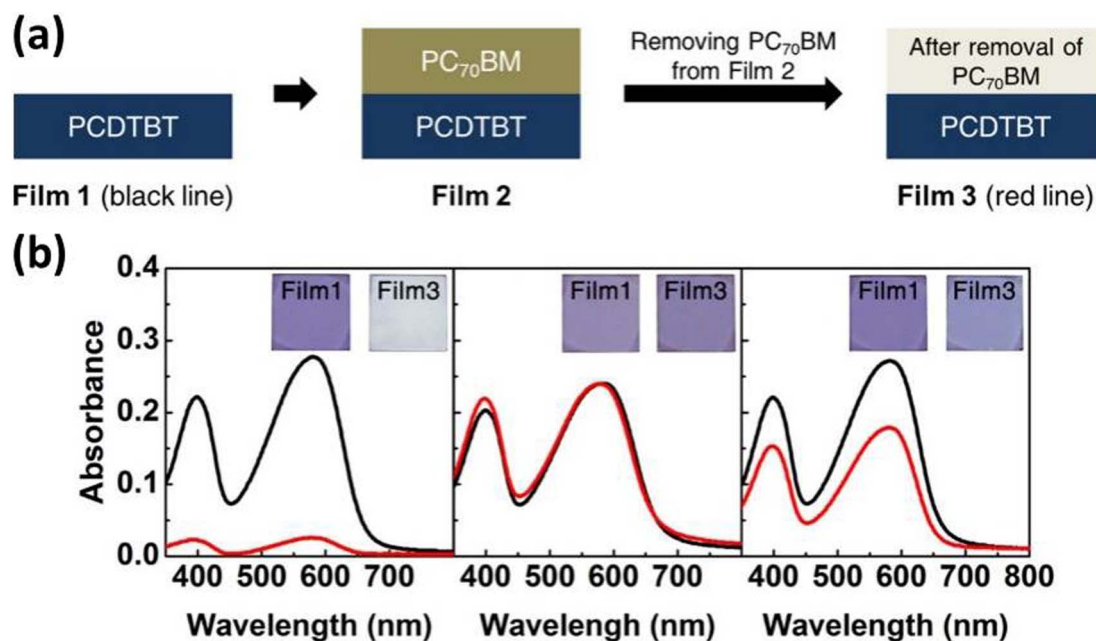 (a)
PCDTBT
Film 1 (black line)
PC₇₀BM
PCDTBT
Film 2
Removing PC₇₀BM
from Film 2
After removal of
PC₇₀BM
PCDTBT
Film 3 (red line)
(b)
Absorbance
0.4
0.3
0.2
0.1
0.0
Film1 Film3
Film1 Film3
Film1 Film3
400 500 600 700
400 500 600 700
400 500 600 700 800
Wavelength (nm)
Wavelength (nm)
Wavelength (nm)